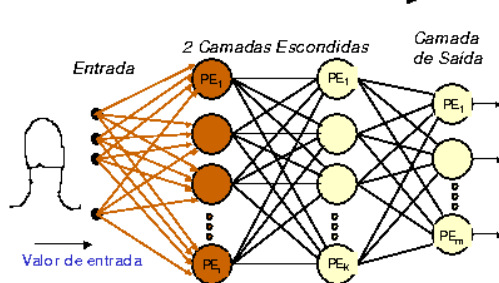 Entrada
2 Camadas Escondidas
Camada
de Saída
PE1
PE1
PE1
PEi
PEk
PEm
Valor de entrada